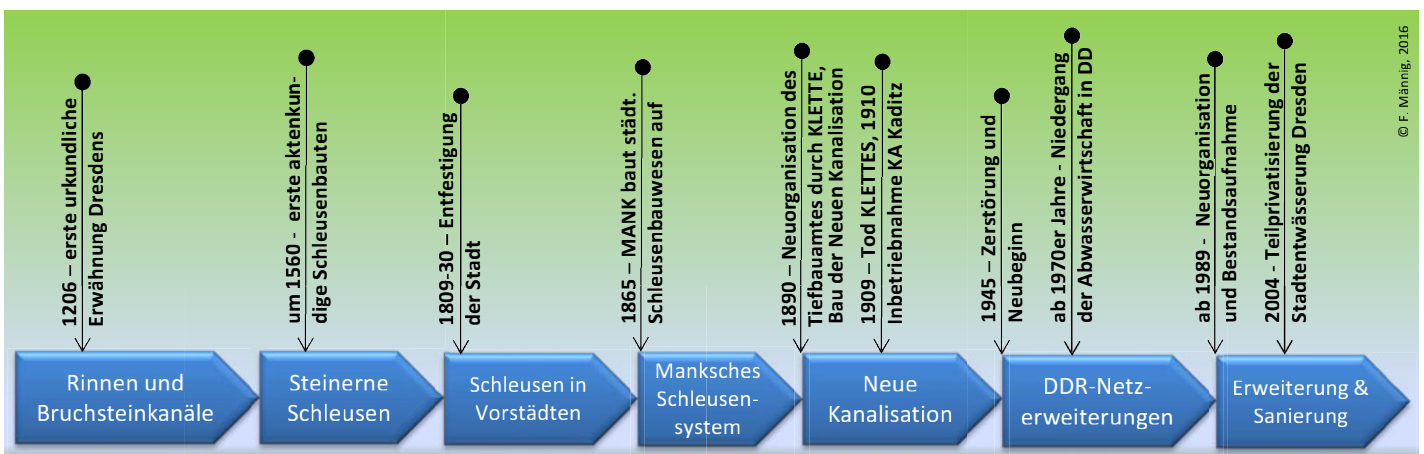 1206 – erste urkundliche
Erwähnung Dresdens
um 1560 - erste aktenkun-
dige Schleusenbauten
1809-30 – Entfestigung
der Stadt
1865 – MANK baut städt.
Schleusenbauwesen auf
1890 – Neuorganisation des
Tiefbauamtes durch KLETTE,
Bau der Neuen Kanalisation
1909 – Tod KLETTES, 1910
Inbetriebnahme KA Kaditz
1945 – Zerstörung und
Neubeginn
ab 1970er Jahre - Niedergang
der Abwasserwirtschaft in DD
ab 1989 - Neuorganisation
und Bestandsaufnahme
2004 - Teilprivatisierung der
Stadtentwässerung Dresden
© F. Männig, 2016
Rinnen und
Bruchsteinkanäle
Steinerne
Schleusen
Schleusen in
Vorstädten
Manksches
Schleusen-
system
Neue
Kanalisation
DDR-Netz-
erweiterungen
Erweiterung &
Sanierung